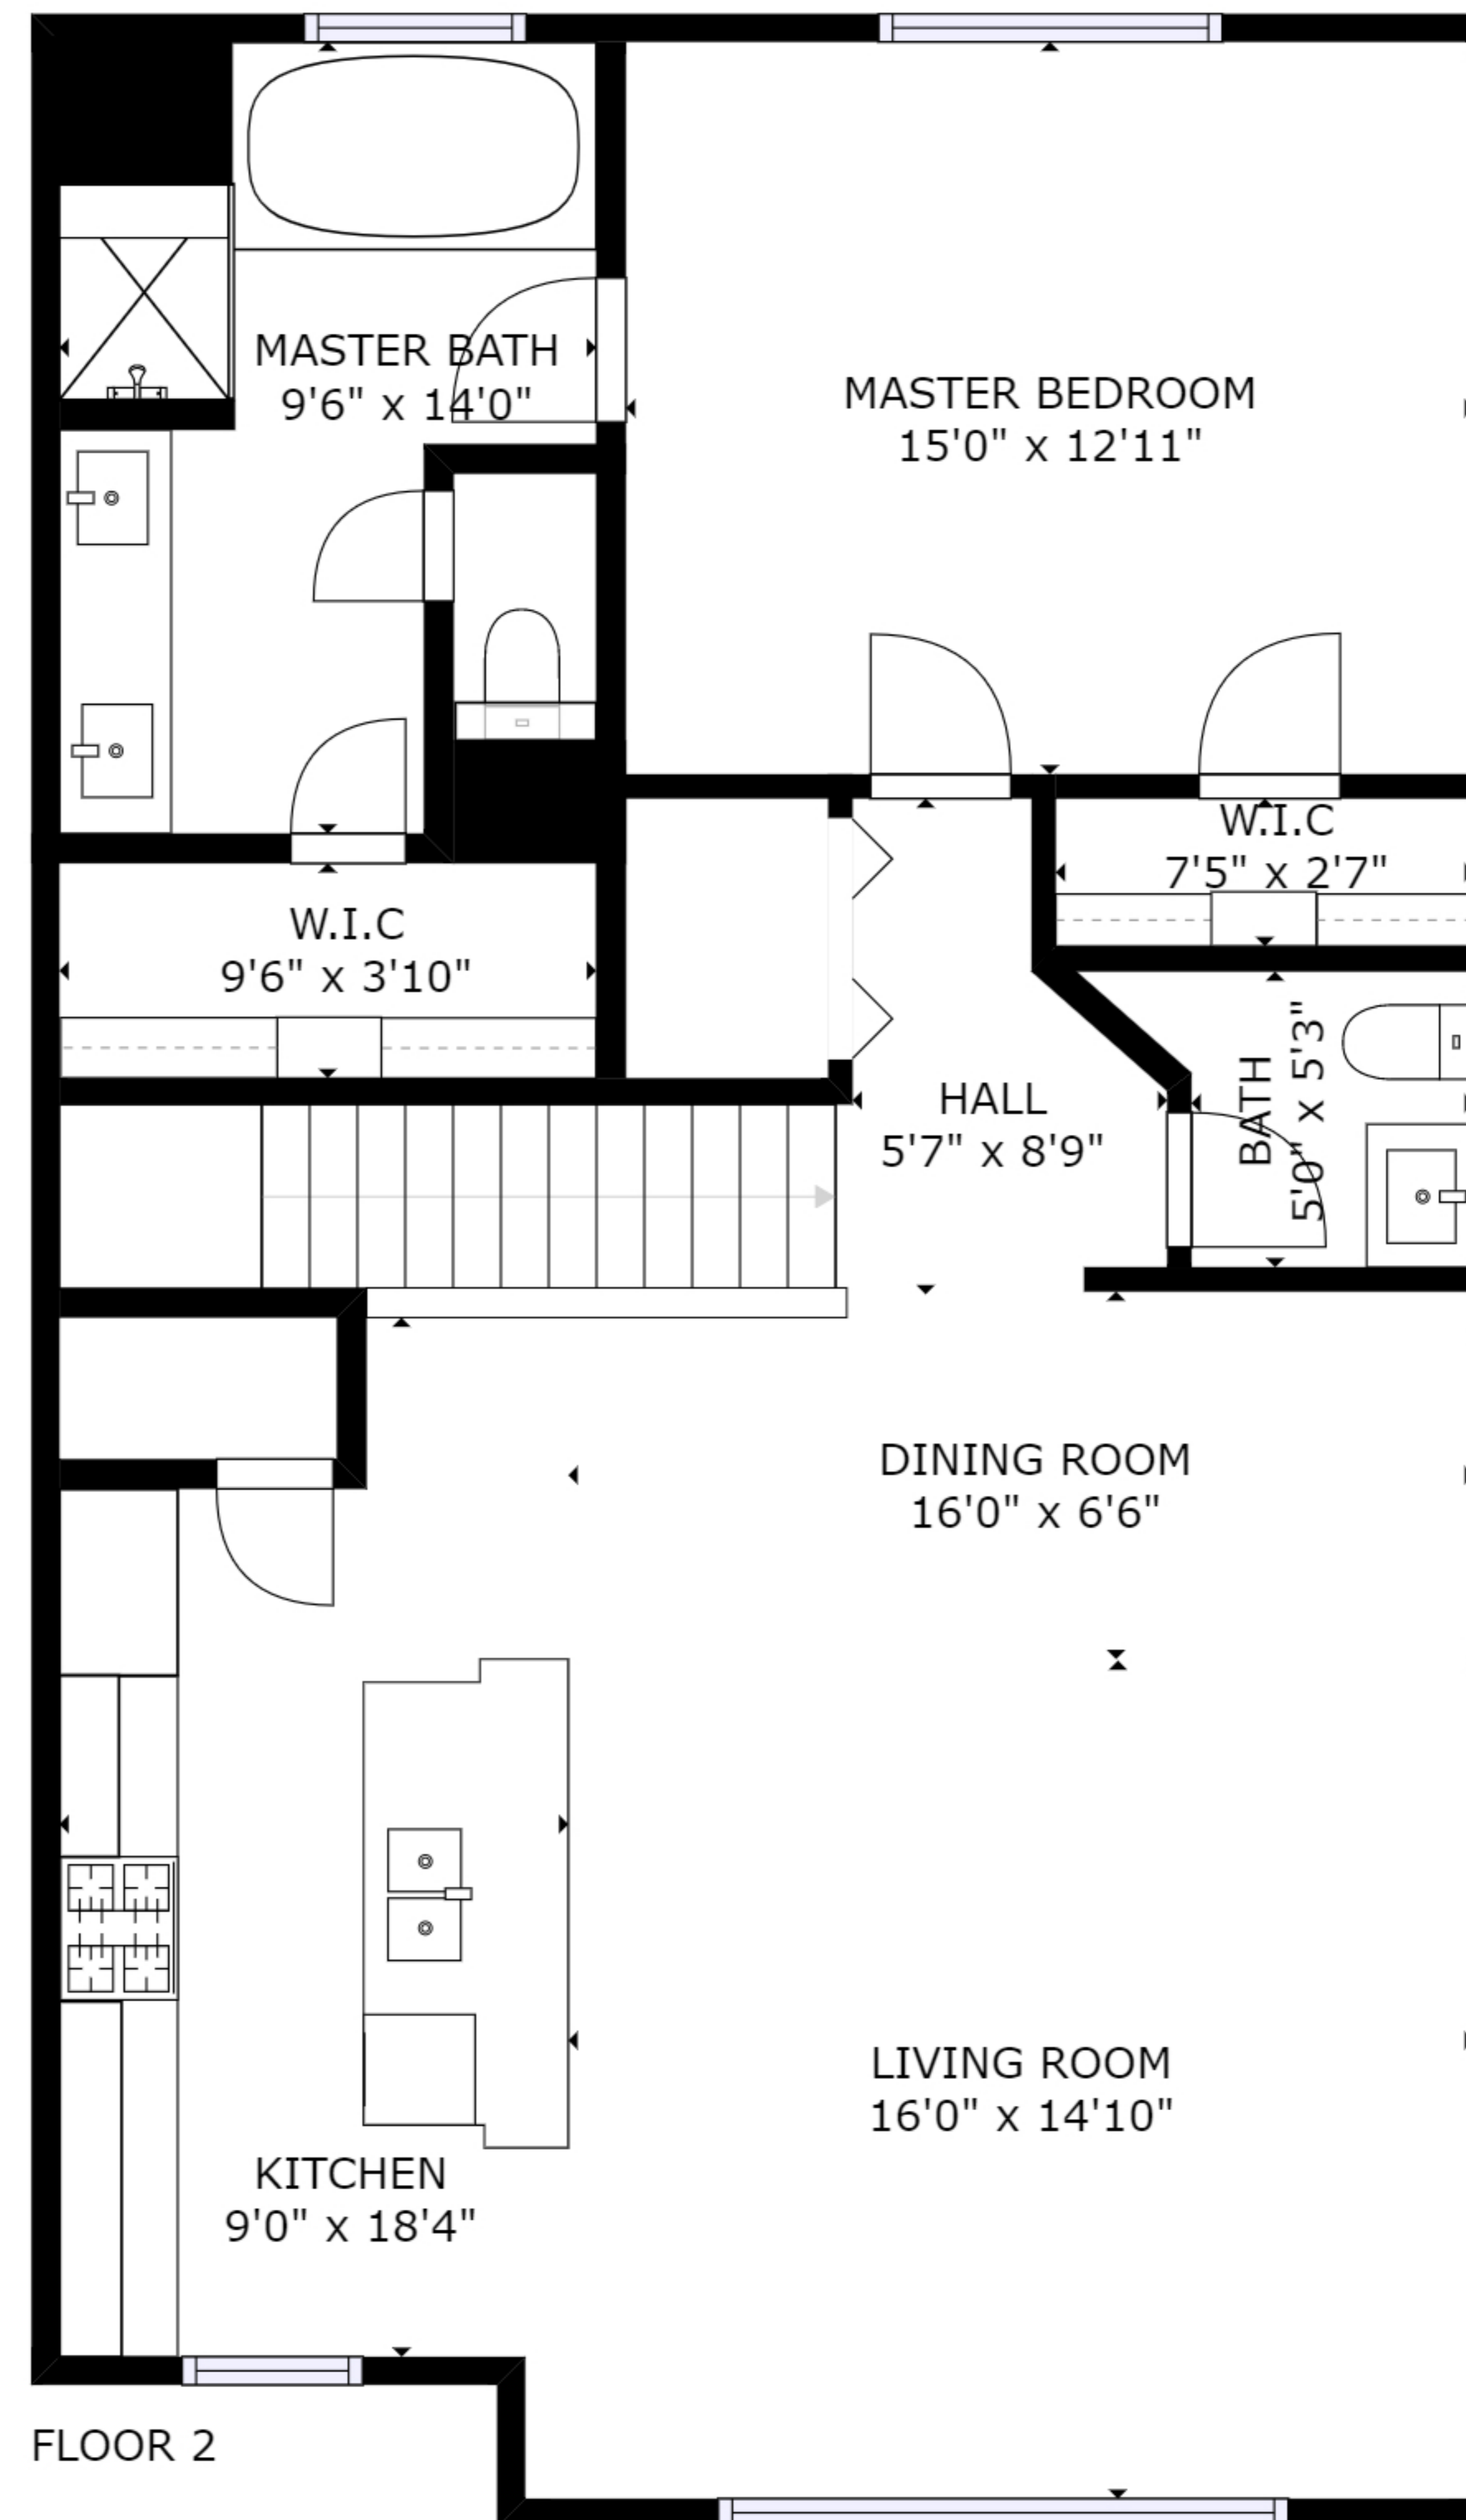 MASTER BATH
9'6" x 14'0"
MASTER BEDROOM
15'0" x 12'11"
W.I.C
7'5" x 2'7"
W.I.C
9'6" x 3'10"
HALL
5'7" x 8'9"
BATH
5'0" x 5'3"
DINING ROOM
16'0" x 6'6"
LIVING ROOM
16'0" x 14'10"
KITCHEN
9'0" x 18'4"
FLOOR 2